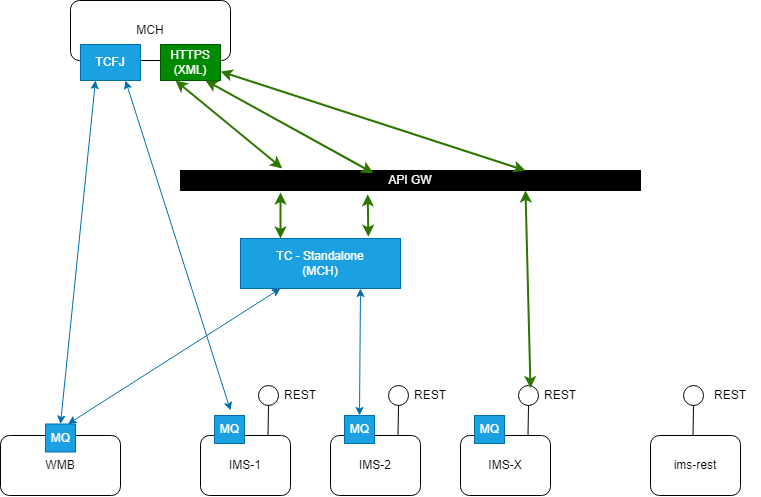 MCH
TCFJ
HTTPS
(XML)
API GW
TC - Standalone
(MCH)
REST
REST
REST
REST
MQ
MQ
MQ
MQ
WMB
IMS-1
IMS-2
IMS-X
ims-rest